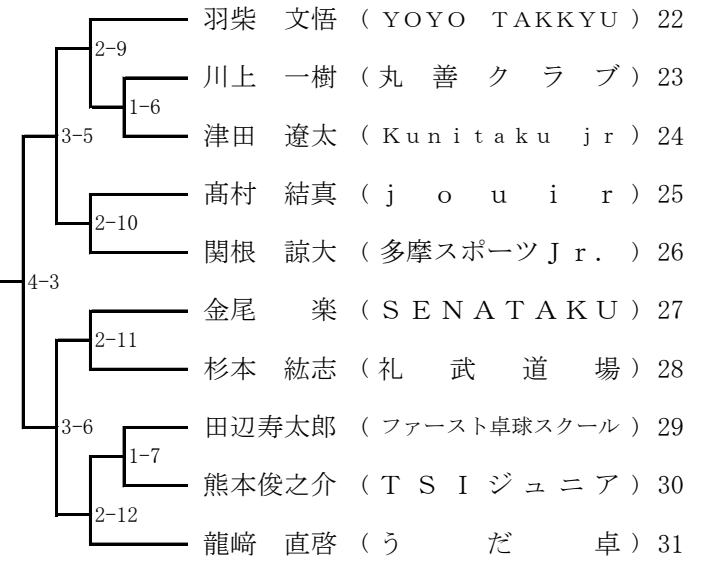 羽柴　文悟 （ YOYO　TAKKYU ） 22
2-9
川上　一樹 （ 丸善クラブ ） 23
1-6
津田　遼太 （ Kunitaku jr ） 24
3-5
髙村　結真 （ jouir ） 25
2-10
関根　諒大 （ 多摩スポーツＪｒ． ） 26
4-3
金尾　　楽 （ ＳＥＮＡＴＡＫＵ ） 27
2-11
杉本　紘志 （ 礼武道場 ） 28
3-6
田辺寿太郎 （ ファースト卓球スクール ） 29
1-7
熊本俊之介 （ ＴＳＩジュニア ） 30
2-12
龍﨑　直啓 （ うだ卓 ） 31